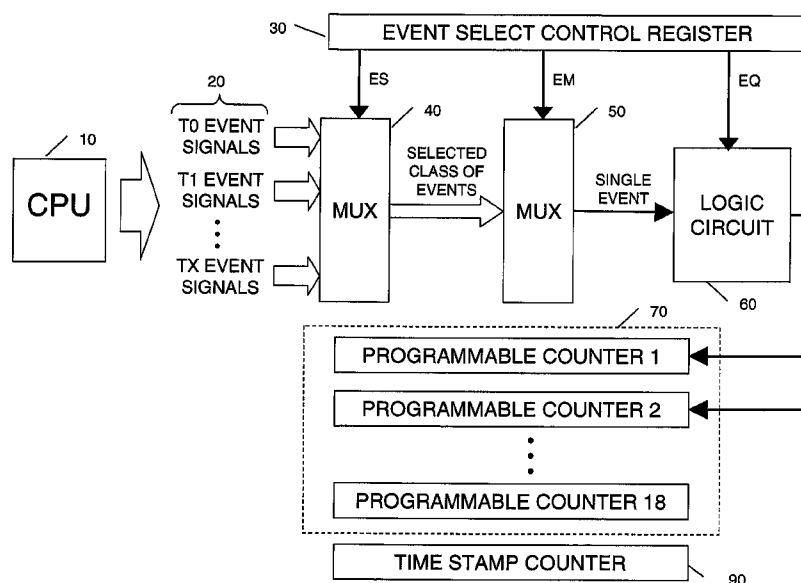 30
EVENT SELECT CONTROL REGISTER
ES
EM
EQ
20
10
40
50
T0 EVENT
SIGNALS
T1 EVENT
SIGNALS
TX EVENT
SIGNALS
CPU
MUX
SELECTED
CLASS OF
EVENTS
MUX
SINGLE
EVENT
LOGIC
CIRCUIT
60
70
PROGRAMMABLE COUNTER 1
PROGRAMMABLE COUNTER 2
PROGRAMMABLE COUNTER 18
TIME STAMP COUNTER
90